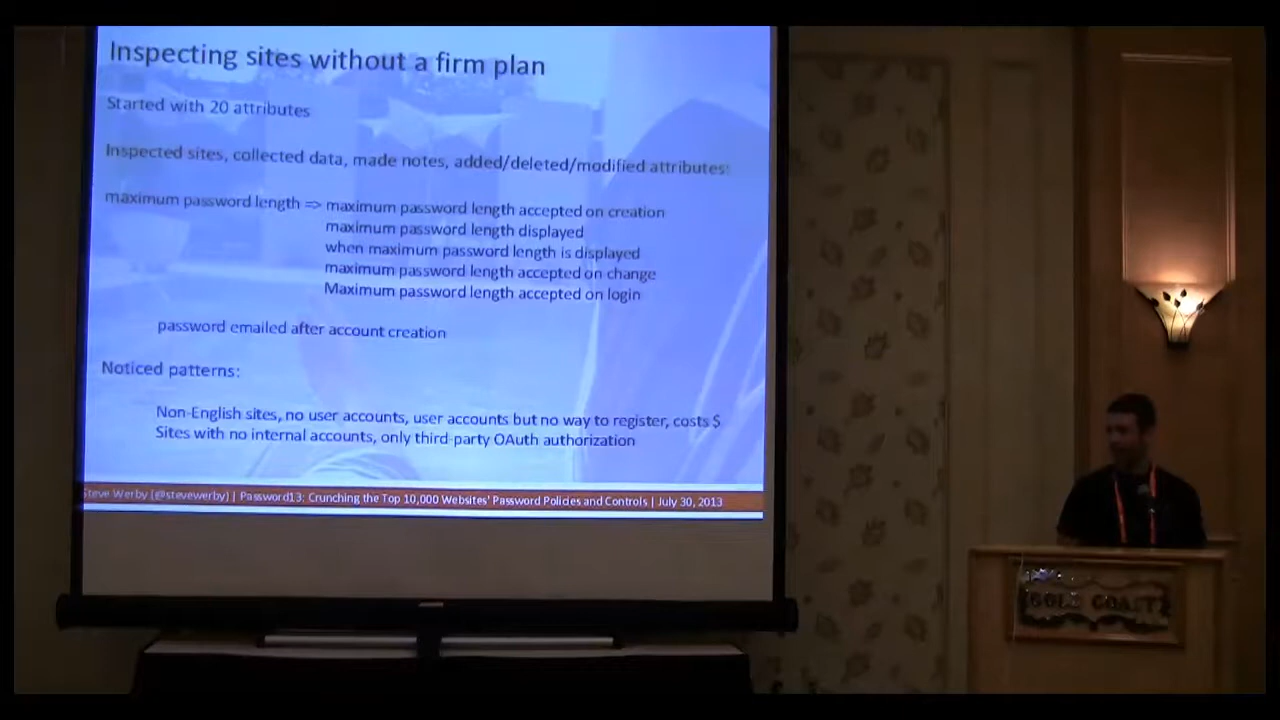 Inspecting sites without a firm plan
Started with 20 attributes
Inspected sites, collected data, made notes, added/deleted/modified attributes:
maximum password length => maximum password length accepted on creation
maximum password length displayed
when maximum password length is displayed
maximum password length accepted on change
Maximum password length accepted on login
password emailed after account creation
Noticed patterns:
Non-English sites, no user accounts, user accounts but no way to register, costs $
Sites with no internal accounts, only third-party OAuth authorization
Steve Werby (@stevewerby) | Password13: Crunching the Top 10,000 Websites' Password Policies and Controls | July 30, 2013
GOLD COAST